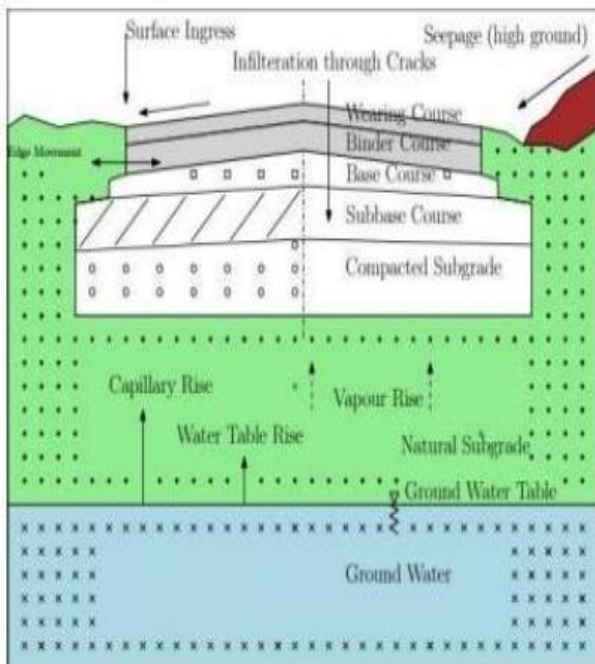 Surface Ingress
Seepage (high ground)
Infilteration through Cracks
Wearing Course
Edge Movement
Binder Course
Base Course
Subbase Course
Compacted Subgrade
Capillary Rise
Vapour Rise
Water Table Rise
Natural Subgrade
Ground Water Table
Ground Water